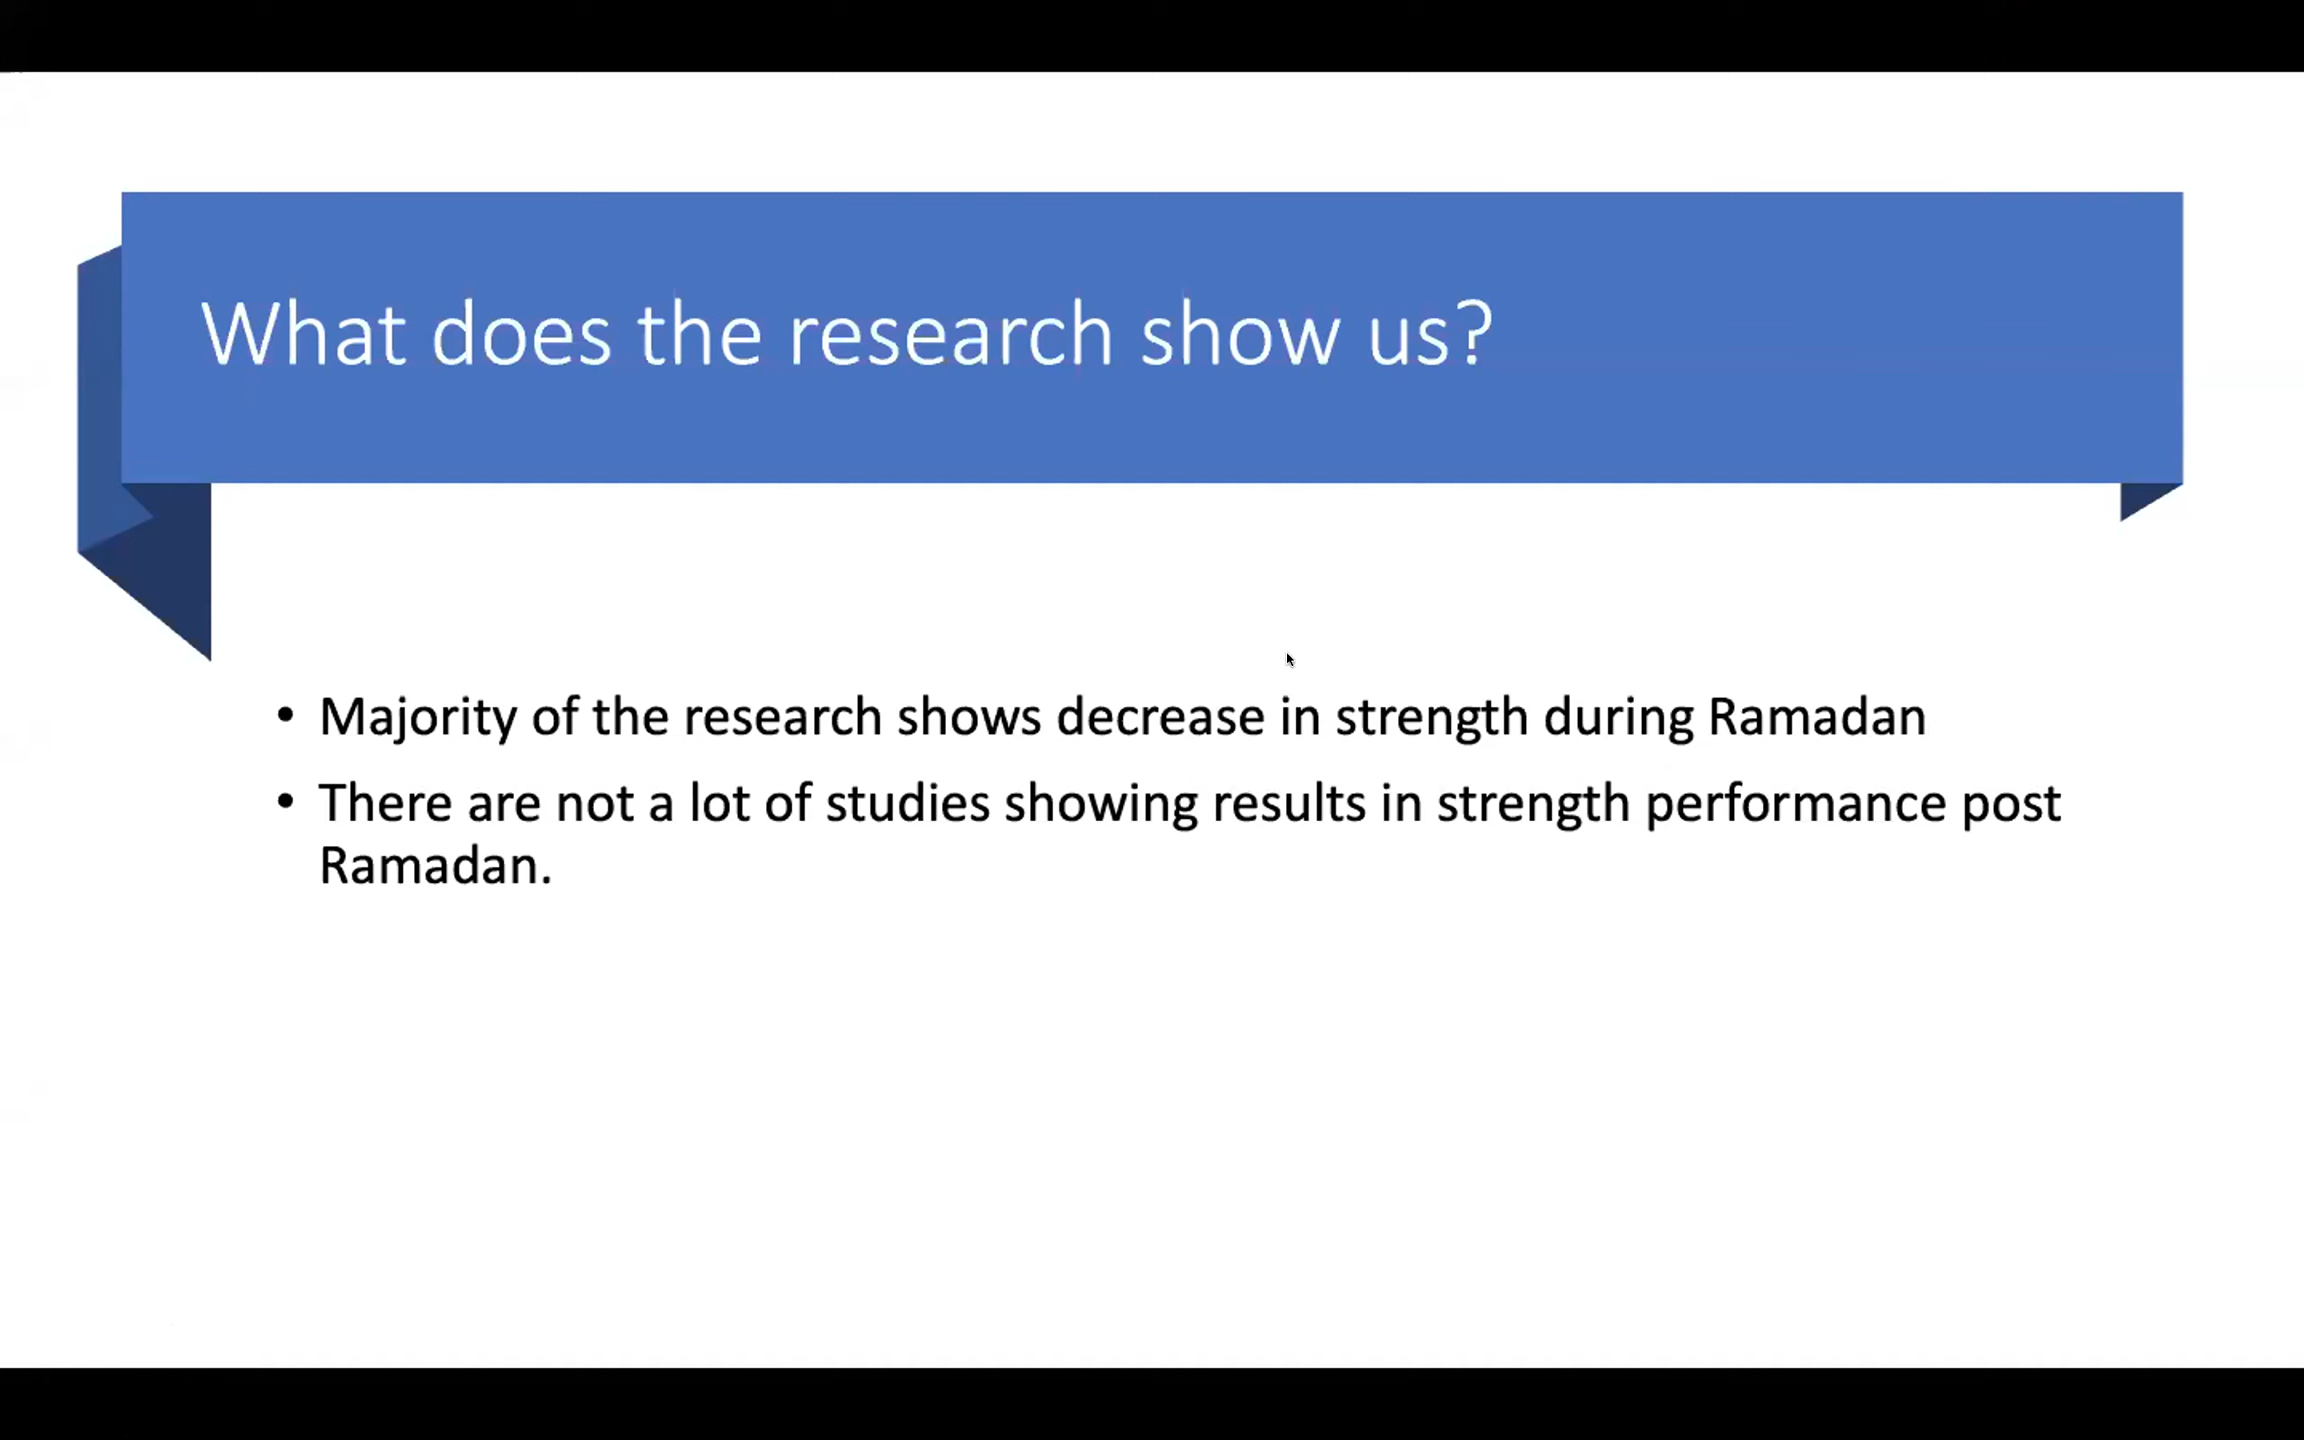 What does the research show us?
• Majority of the research shows decrease in strength during Ramadan
• There are not a lot of studies showing results in strength performance post
Ramadan.